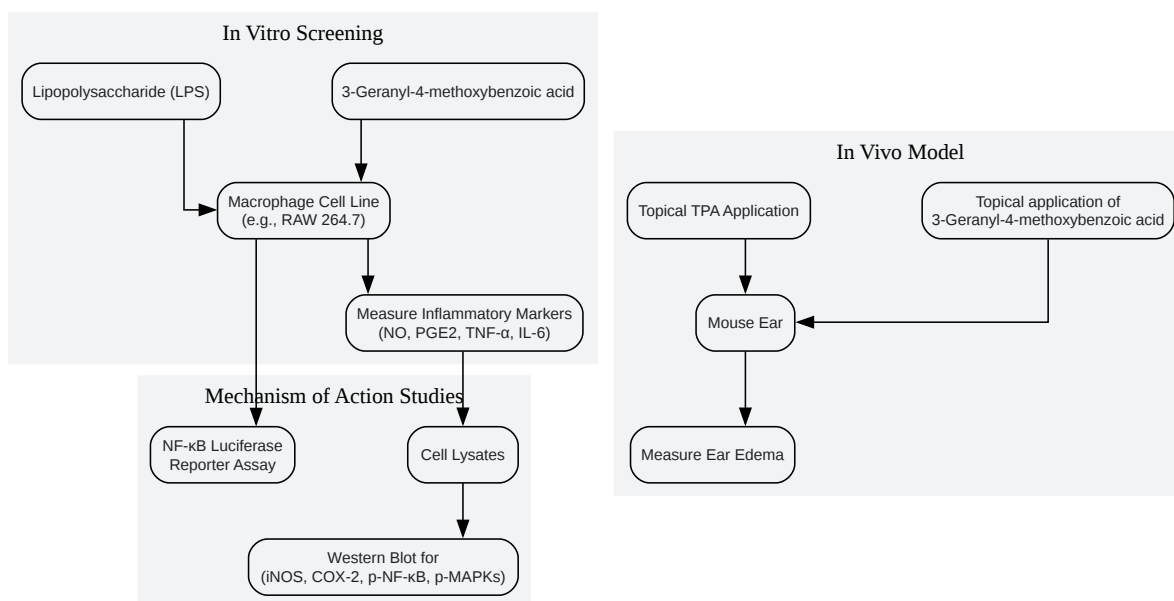 In Vitro Screening
Lipopolysaccharide (LPS)
3-Geranyl-4-methoxybenzoic acid
Macrophage Cell Line
(e.g., RAW 264.7)
Measure Inflammatory Markers
(NO, PGE2, TNF-α, IL-6)
Mechanism of Action Studies
NF-κB Luciferase
Reporter Assay
Cell Lysates
Western Blot for
(iNOS, COX-2, p-NF-κB, p-MAPKs)
In Vivo Model
Topical TPA Application
Topical application of
3-Geranyl-4-methoxybenzoic acid
Mouse Ear
Measure Ear Edema